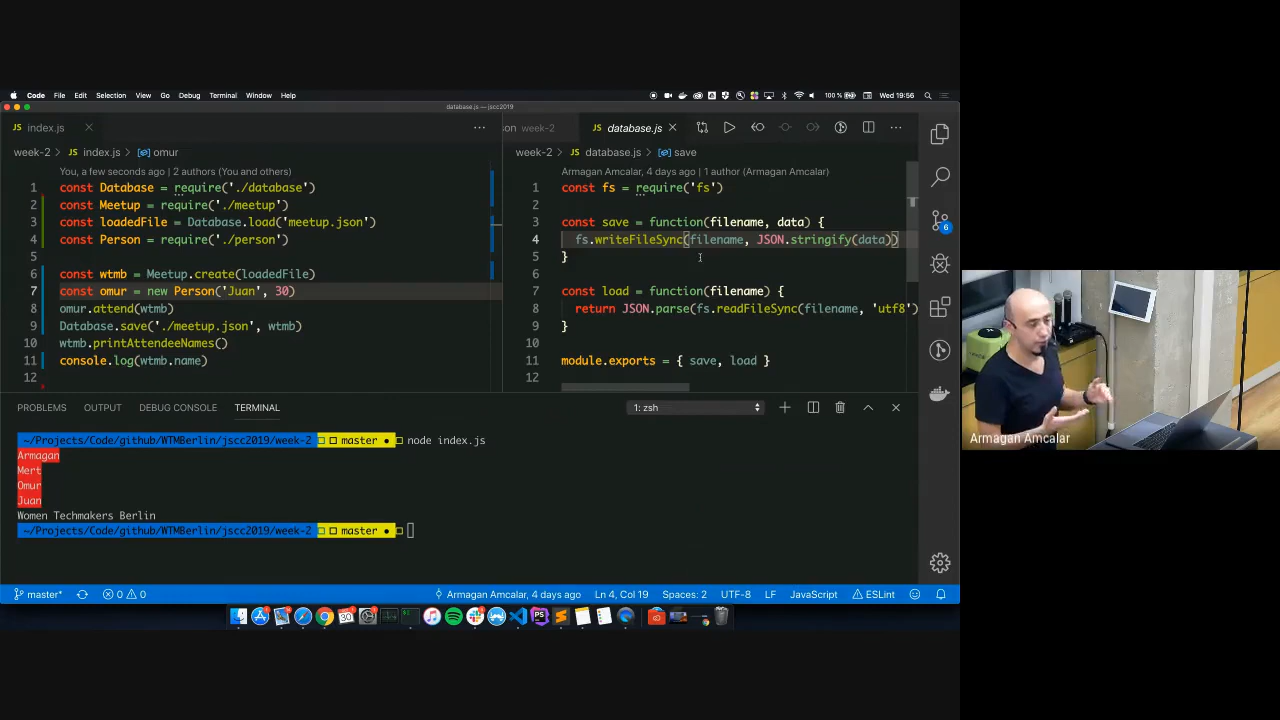 Code File Edit Selection View Go Debug Terminal Window Help 100% Wed 19:56
database.js — jscc2019
JS index.js
week-2 > JS index.js > omur
You, a few seconds ago | 2 authors (You and others)
1 const Database = require('./database')
2 const Meetup = require('./meetup')
3 const loadedFile = Database.load('meetup.json')
4 const Person = require('./person')
5
6 const wtmb = Meetup.create(loadedFile)
7 const omur = new Person('Juan', 30)
8 omur.attend(wtmb)
9 Database.save('./meetup.json', wtmb)
10 wtmb.printAttendeeNames()
11 console.log(wtmb.name)
12
son week-2 JS database.js
week-2 > JS database.js > save
Armagan Amcalar, 4 days ago | 1 author (Armagan Amcalar)
1 const fs = require('fs')
2
3 const save = function(filename, data) {
4 fs.writeFileSync(filename, JSON.stringify(data))
5 }
6
7 const load = function(filename) {
8 return JSON.parse(fs.readFileSync(filename, 'utf8')
9 }
10
11 module.exports = { save, load }
12
6
PROBLEMS OUTPUT DEBUG CONSOLE TERMINAL 1: zsh
~/Projects/Code/github/WTMBerlin/jscc2019/week-2 master ● node index.js
Armagan
Mert
Omur
Juan
Women Techmakers Berlin
~/Projects/Code/github/WTMBerlin/jscc2019/week-2 master ●
master* 0 0 Armagan Amcalar, 4 days ago Ln 4, Col 19 Spaces: 2 UTF-8 LF JavaScript ESLint
Armagan Amcalar